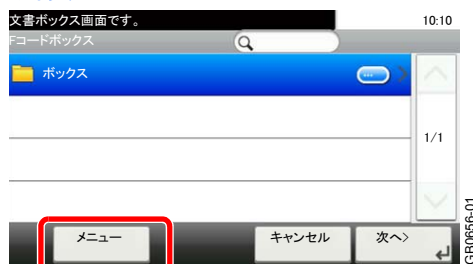 文書ボックス画面です。 10:10
Fコードボックス
ボックス
1/1
メニュー キャンセル 次へ>
GB0656-01